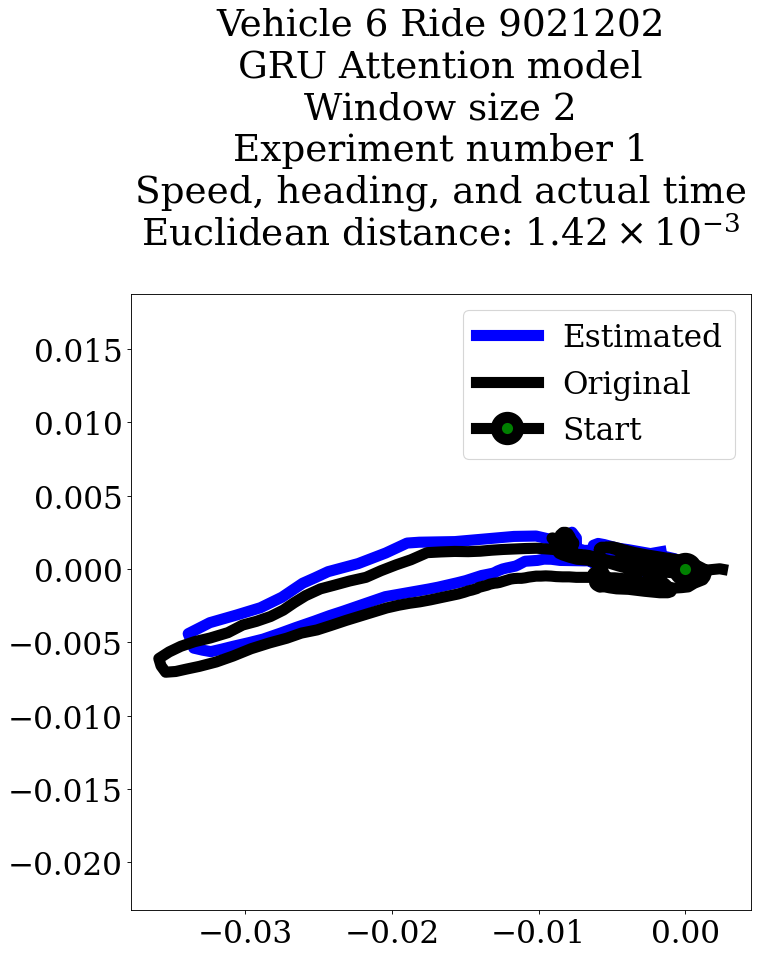 Vehicle 6 Ride 9021202
GRU Attention model
Window size 2
Experiment number 1
Speed, heading, and actual time
Euclidean distance: 1.42 × 10⁻³
Estimated
Original
Start
0.015
0.010
0.005
0.000
−0.005
−0.010
−0.015
−0.020
−0.03 −0.02 −0.01 0.00